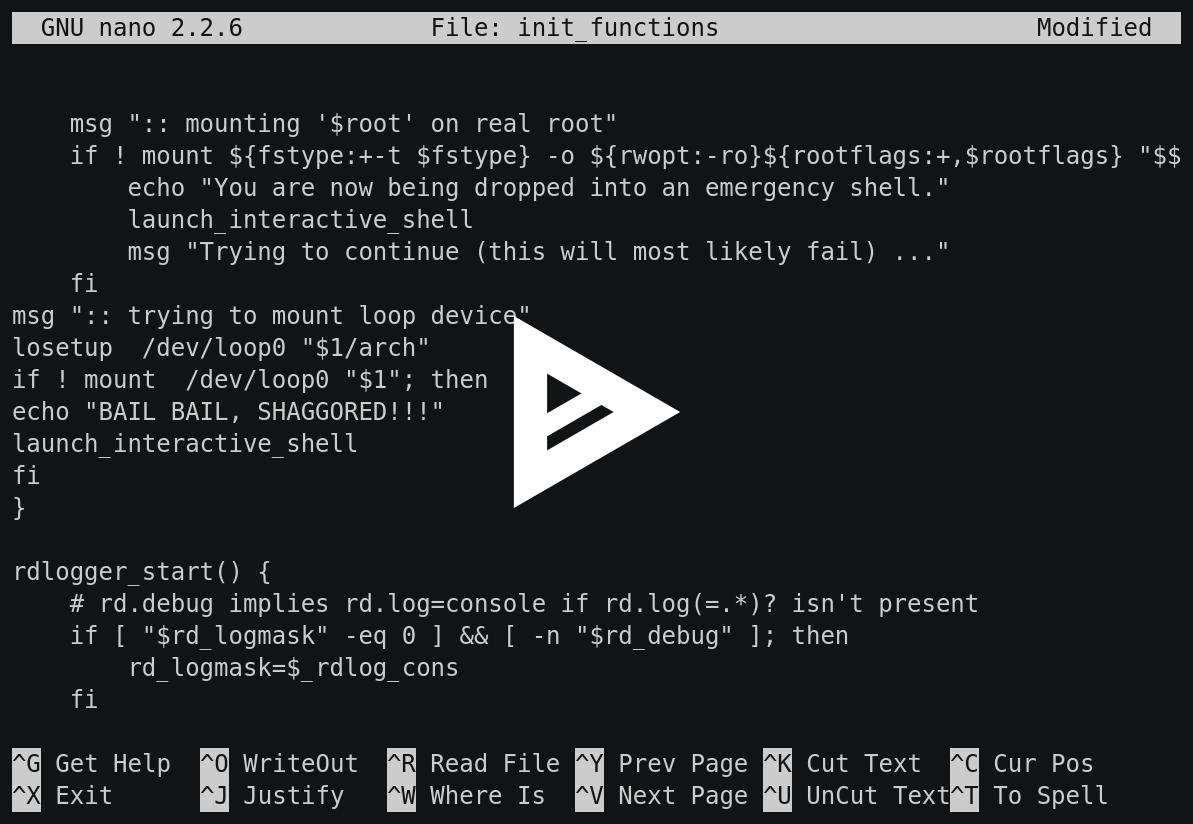 GNU nano 2.2.6 File: init_functions Modified
msg ":: mounting '$root' on real root"
if ! mount ${fstype:+-t $fstype} -o ${rwopt:-ro}${rootflags:+,$rootflags} "$$
echo "You are now being dropped into an emergency shell."
launch_interactive_shell
msg "Trying to continue (this will most likely fail) ..."
fi
msg ":: trying to mount loop device"
losetup  /dev/loop0 "$1/arch"
if ! mount  /dev/loop0 "$1"; then
echo "BAIL BAIL, SHAGGORED!!!"
launch_interactive_shell
fi
}
rdlogger_start() {
# rd.debug implies rd.log=console if rd.log(=.*)? isn't present
if [ "$rd_logmask" -eq 0 ] && [ -n "$rd_debug" ]; then
rd_logmask=$_rdlog_cons
fi
^G Get Help ^O WriteOut ^R Read File ^Y Prev Page ^K Cut Text ^C Cur Pos
^X Exit ^J Justify ^W Where Is ^V Next Page ^U UnCut Text ^T To Spell